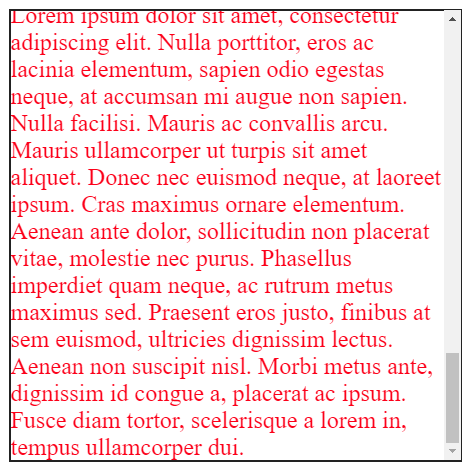 Lorem ipsum dolor sit amet, consectetur
adipiscing elit. Nulla porttitor, eros ac
lacinia elementum, sapien odio egestas
neque, at accumsan mi augue non sapien.
Nulla facilisi. Mauris ac convallis arcu.
Mauris ullamcorper ut turpis sit amet
aliquet. Donec nec euismod neque, at laoreet
ipsum. Cras maximus ornare elementum.
Aenean ante dolor, sollicitudin non placerat
vitae, molestie nec purus. Phasellus
imperdiet quam neque, ac rutrum metus
maximus sed. Praesent eros justo, finibus at
sem euismod, ultricies dignissim lectus.
Aenean non suscipit nisl. Morbi metus ante,
dignissim id congue a, placerat ac ipsum.
Fusce diam tortor, scelerisque a lorem in,
tempus ullamcorper dui.